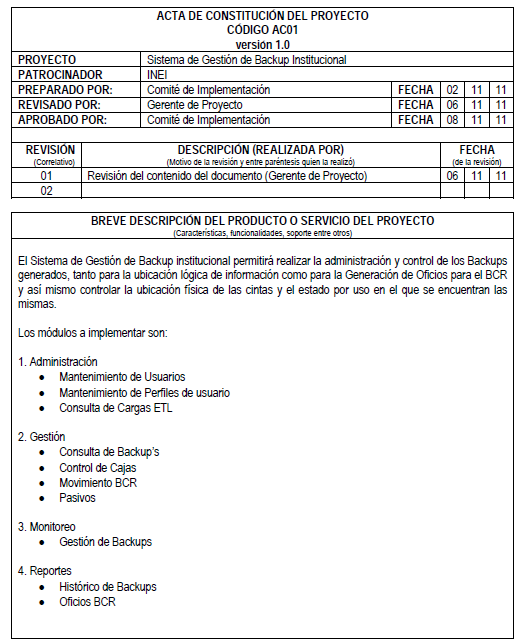 ACTA DE CONSTITUCIÓN DEL PROYECTO
CÓDIGO AC01
versión 1.0
PROYECTO Sistema de Gestión de Backup Institucional
PATROCINADOR INEI
PREPARADO POR: Comité de Implementación FECHA 02 11 11
REVISADO POR: Gerente de Proyecto FECHA 06 11 11
APROBADO POR: Comité de Implementación FECHA 08 11 11
REVISIÓN DESCRIPCIÓN (REALIZADA POR) FECHA
(Correlativo) (Motivo de la revisión y entre paréntesis quien la realizó) (de la revisión)
01 Revisión del contenido del documento (Gerente de Proyecto) 06 11 11
02
BREVE DESCRIPCIÓN DEL PRODUCTO O SERVICIO DEL PROYECTO
(Características, funcionalidades, soporte entre otros)
El Sistema de Gestión de Backup institucional permitirá realizar la administración y control de los Backups
generados, tanto para la ubicación lógica de información como para la Generación de Oficios para el BCR
y así mismo controlar la ubicación física de las cintas y el estado por uso en el que se encuentran las
mismas.
Los módulos a implementar son:
1. Administración
• Mantenimiento de Usuarios
• Mantenimiento de Perfiles de usuario
• Consulta de Cargas ETL
2. Gestión
• Consulta de Backup's
• Control de Cajas
• Movimiento BCR
• Pasivos
3. Monitoreo
• Gestión de Backups
4. Reportes
• Histórico de Backups
• Oficios BCR